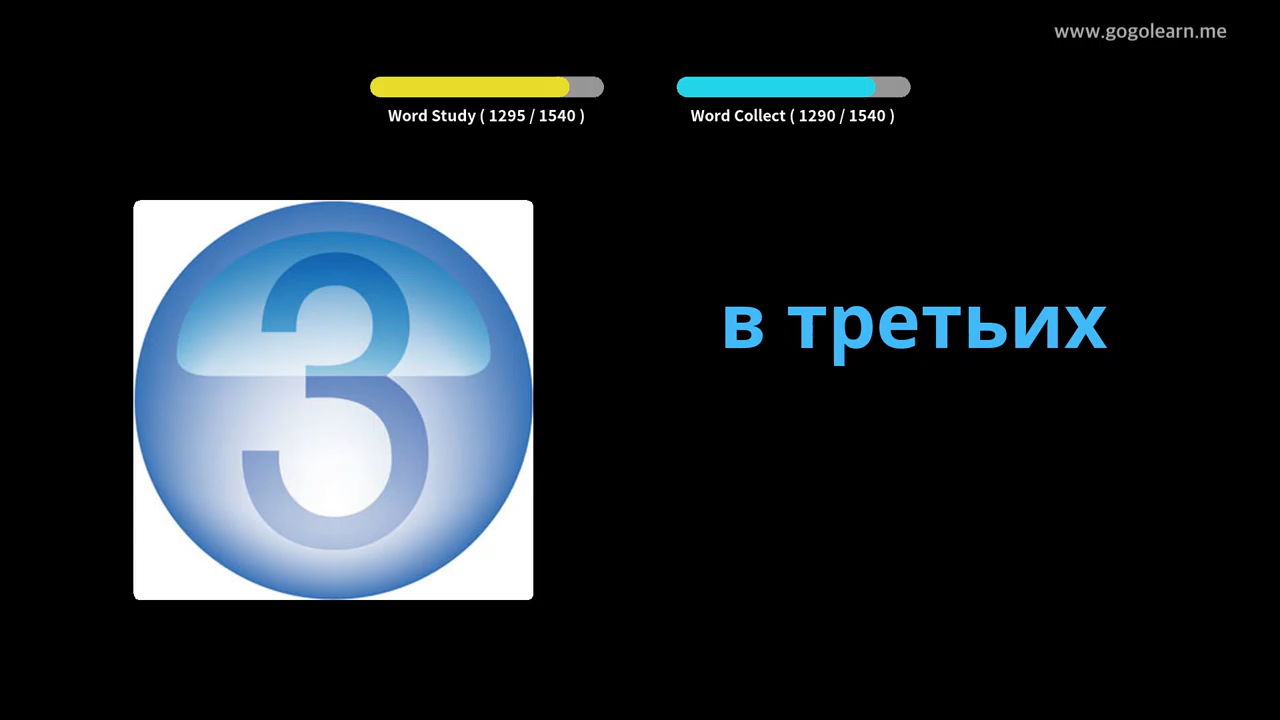 www.gogolearn.me
Word Study ( 1295 / 1540 )
Word Collect ( 1290 / 1540 )
3
в третьих